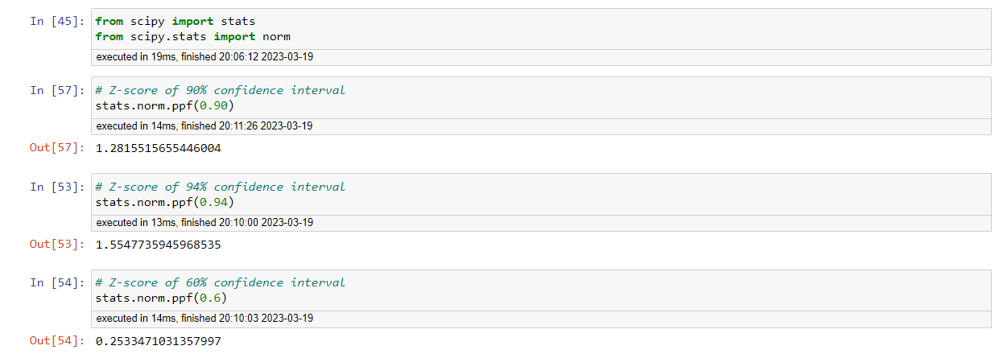 In [45]: from scipy import stats
from scipy.stats import norm
executed in 19ms, finished 20:06:12 2023-03-19
In [57]: # Z-score of 90% confidence interval
stats.norm.ppf(0.90)
executed in 14ms, finished 20:11:26 2023-03-19
Out[57]: 1.2815515655446004
In [53]: # Z-score of 94% confidence interval
stats.norm.ppf(0.94)
executed in 13ms, finished 20:10:00 2023-03-19
Out[53]: 1.5547735945968535
In [54]: # Z-score of 60% confidence interval
stats.norm.ppf(0.6)
executed in 14ms, finished 20:10:03 2023-03-19
Out[54]: 0.2533471031357997